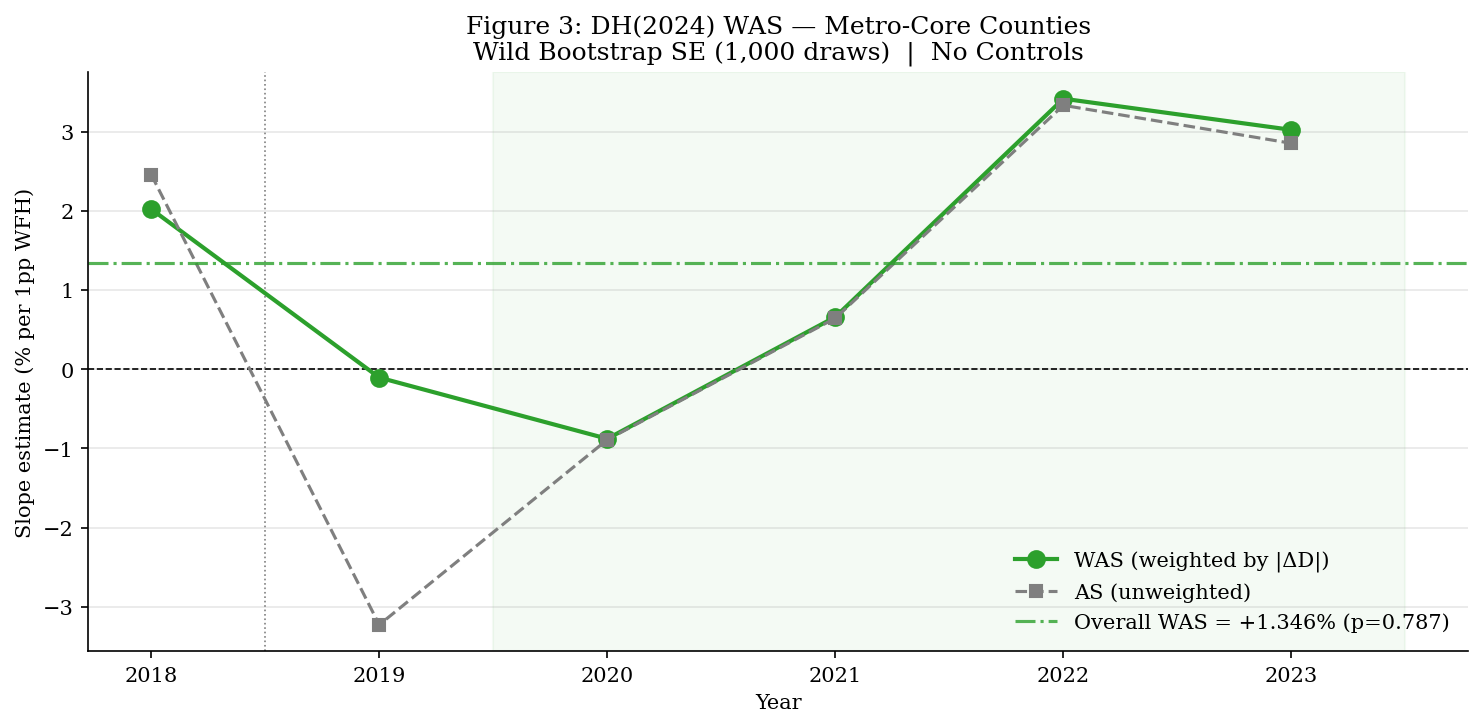 Figure 3: DH(2024) WAS — Metro-Core Counties
Wild Bootstrap SE (1,000 draws)  |  No Controls
Slope estimate (% per 1pp WFH)
3
2
1
0
−1
−2
−3
WAS (weighted by |ΔD|)
AS (unweighted)
Overall WAS = +1.346% (p=0.787)
2018 2019 2020 2021 2022 2023
Year